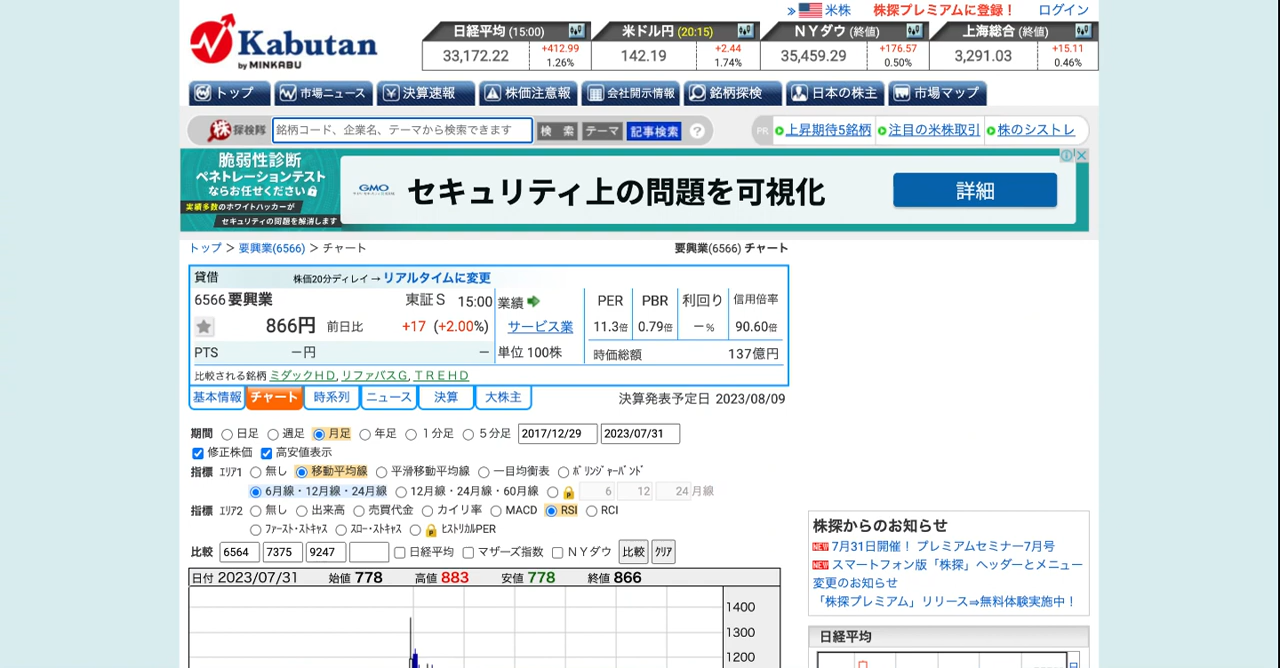 米株 株探プレミアムに登録！ ログイン
Kabutan
by MINKABU
日経平均 (15:00) 米ドル円 (20:15) ＮＹダウ (終値) 上海総合 (終値)
33,172.22 +412.99 1.26% 142.19 +2.44 1.74% 35,459.29 +176.57 0.50% 3,291.03 +15.11 0.46%
トップ 市場ニュース 決算速報 株価注意報 会社開示情報 銘柄探検 日本の株主 市場マップ
株探検隊 銘柄コード、企業名、テーマから検索できます 検 索 テーマ 記事検索 ? PR 上昇期待5銘柄 注目の米株取引 株のシストレ
脆弱性診断
ペネトレーションテスト
ならお任せください
実績多数のホワイトハッカーが
セキュリティの問題を解消します
GMO
セキュリティ上の問題を可視化
詳細
トップ > 要興業(6566) > チャート 要興業(6566) チャート
貸借 株価20分ディレイ → リアルタイムに変更
6566 要興業 東証Ｓ 15:00 業績 PER PBR 利回り 信用倍率
866円 前日比 +17 (+2.00%) サービス業 11.3倍 0.79倍 －% 90.60倍
PTS －円 － 単位 100株 時価総額 137億円
比較される銘柄 ミダックＨＤ, リファバスＧ, ＴＲＥＨＤ
基本情報 チャート 時系列 ニュース 決算 大株主 決算発表予定日 2023/08/09
期間 日足 週足 月足 年足 １分足 ５分足 2017/12/29 2023/07/31
修正株価 高安値表示
指標 ｴﾘｱ1 無し 移動平均線 平滑移動平均線 一目均衡表 ﾎﾞﾘﾝｼﾞｬｰﾊﾞﾝﾄﾞ
6月線・12月線・24月線 12月線・24月線・60月線 6 12 24 月線
指標 ｴﾘｱ2 無し 出来高 売買代金 カイリ率 MACD RSI RCI
ﾌｧｰｽﾄ･ｽﾄｷｬｽ ｽﾛｰ･ｽﾄｷｬｽ ﾋｽﾄﾘｶﾙPER
比較 6564 7375 9247 日経平均 マザーズ指数 ＮＹダウ 比較 ｸﾘｱ
日付 2023/07/31 始値 778 高値 883 安値 778 終値 866
1400
1300
1200
株探からのお知らせ
NEW 7月31日開催！ プレミアムセミナー7月号
NEW スマートフォン版「株探」ヘッダーとメニュー
変更のお知らせ
「株探プレミアム」リリース⇒無料体験実施中！
日経平均